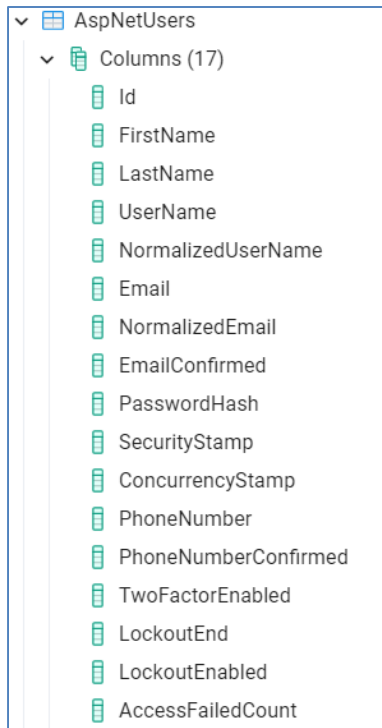 AspNetUsers
Columns (17)
Id
FirstName
LastName
UserName
NormalizedUserName
Email
NormalizedEmail
EmailConfirmed
PasswordHash
SecurityStamp
ConcurrencyStamp
PhoneNumber
PhoneNumberConfirmed
TwoFactorEnabled
LockoutEnd
LockoutEnabled
AccessFailedCount